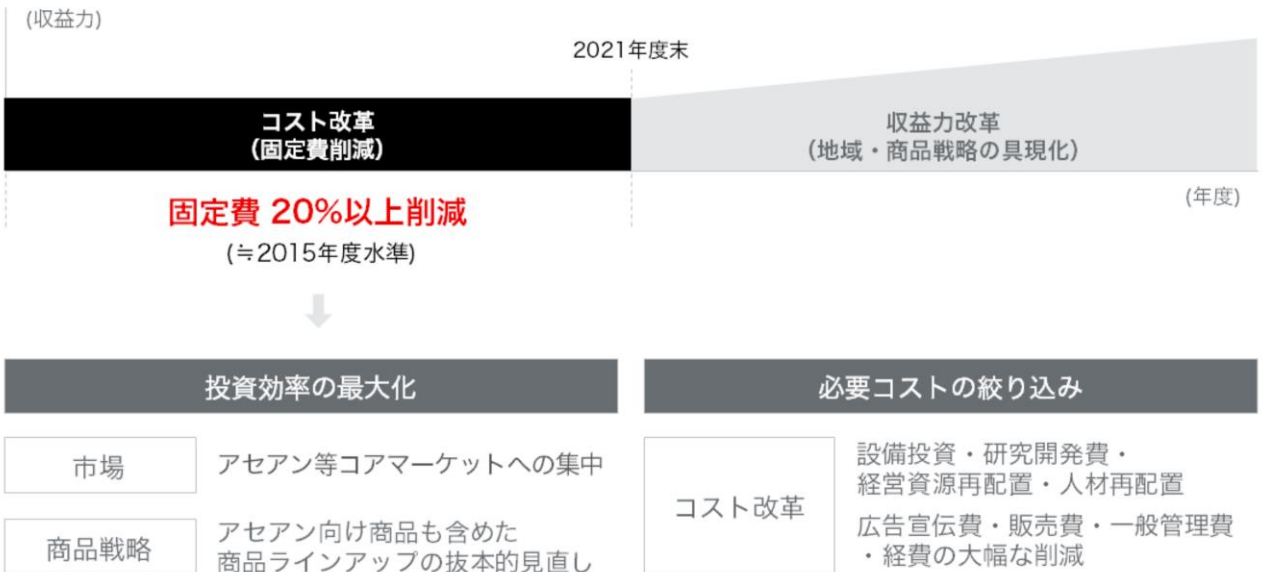 (収益力)
2021年度末
コスト改革
(固定費削減)
収益力改革
(地域・商品戦略の具現化)
(年度)
固定費 20%以上削減
(≒2015年度水準)
投資効率の最大化
必要コストの絞り込み
市場
アセアン等コアマーケットへの集中
商品戦略
アセアン向け商品も含めた
商品ラインアップの抜本的見直し
コスト改革
設備投資・研究開発費・
経営資源再配置・人材再配置
広告宣伝費・販売費・一般管理費
・経費の大幅な削減